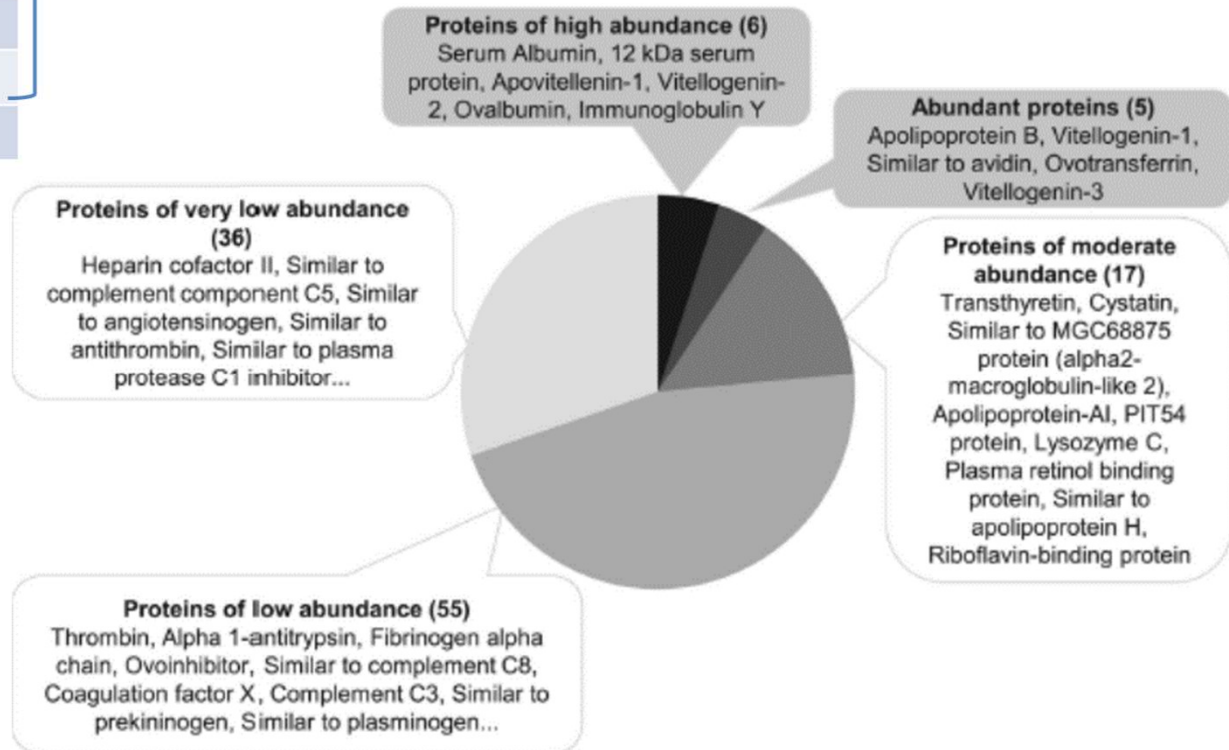 Proteins of high abundance (6)
Serum Albumin, 12 kDa serum
protein, Apovitellenin-1, Vitellogenin-
2, Ovalbumin, Immunoglobulin Y
Abundant proteins (5)
Apolipoprotein B, Vitellogenin-1,
Similar to avidin, Ovotransferrin,
Vitellogenin-3
Proteins of very low abundance
(36)
Heparin cofactor II, Similar to
complement component C5, Similar
to angiotensinogen, Similar to
antithrombin, Similar to plasma
protease C1 inhibitor...
Proteins of moderate
abundance (17)
Transthyretin, Cystatin,
Similar to MGC68875
protein (alpha2-
macroglobulin-like 2),
Apolipoprotein-AI, PIT54
protein, Lysozyme C,
Plasma retinol binding
protein, Similar to
apolipoprotein H,
Riboflavin-binding protein
Proteins of low abundance (55)
Thrombin, Alpha 1-antitrypsin, Fibrinogen alpha
chain, Ovoinhibitor, Similar to complement C8,
Coagulation factor X, Complement C3, Similar to
prekininogen, Similar to plasminogen...